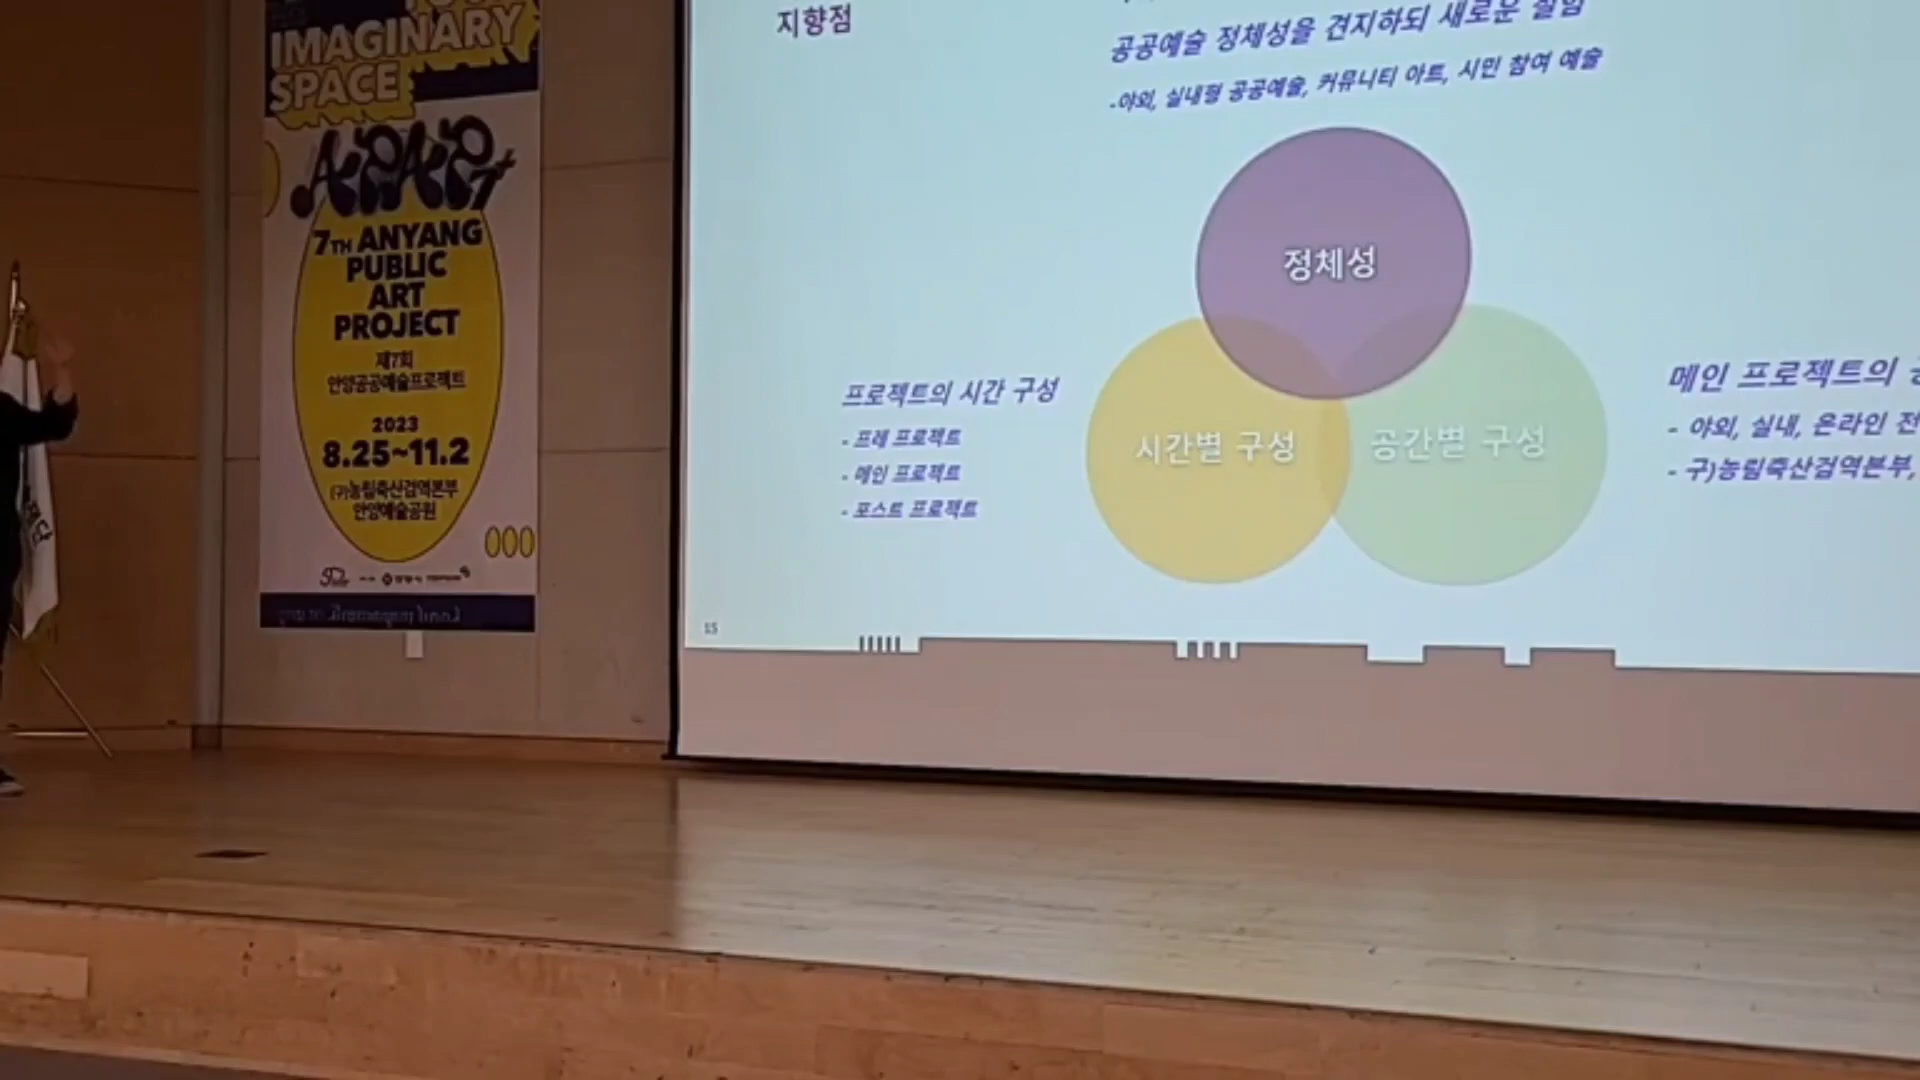 IMAGINARY
SPACE
APAP7
7TH ANYANG
PUBLIC
ART
PROJECT
제7회
안양공공예술프로젝트
2023
8.25~11.2
(구)농림축산검역본부
안양예술공원
지향점
공공예술 정체성을 견지하되 새로운 실험
-야외, 실내형 공공예술, 커뮤니티 아트, 시민 참여 예술
정체성
시간별 구성
공간별 구성
프로젝트의 시간 구성
- 프레 프로젝트
- 메인 프로젝트
- 포스트 프로젝트
메인 프로젝트의
- 야외, 실내, 온라인
- 구)농림축산검역본부,
15